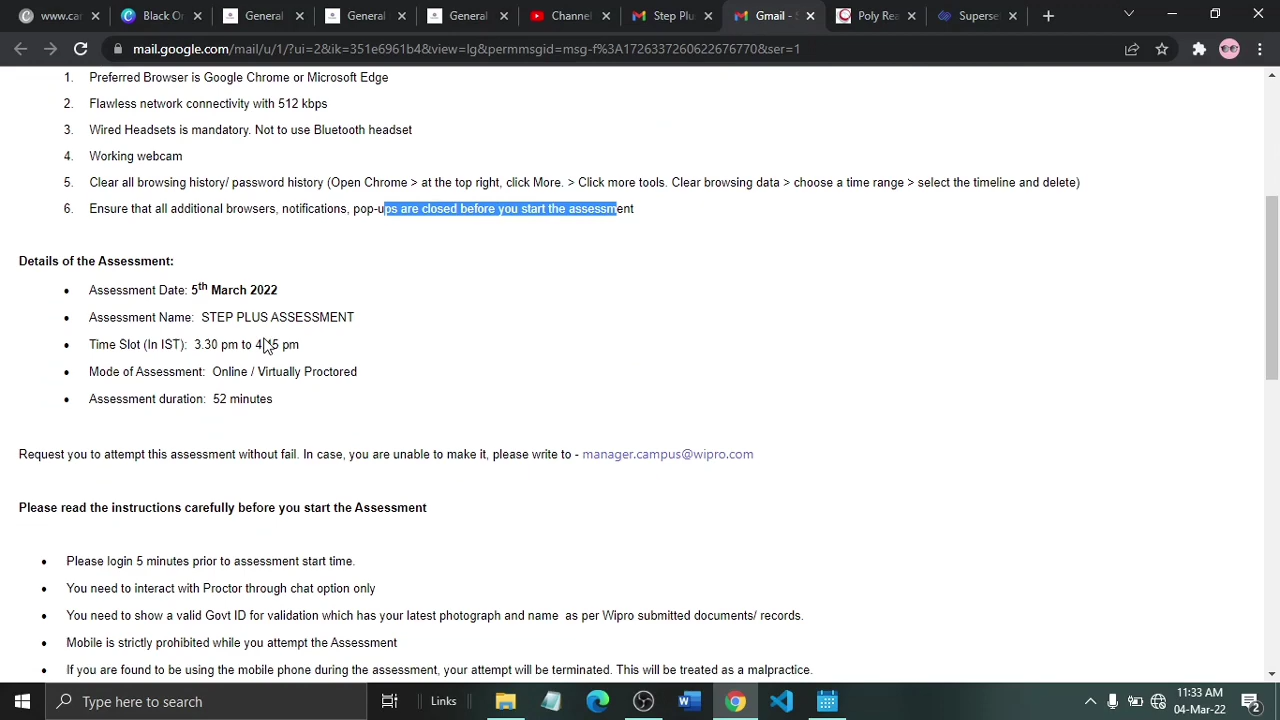 www.car
Black O
General
General
General
Channel
Step Plu
Gmail -
Poly Rea
Superse
mail.google.com/mail/u/1/?ui=2&ik=351e6961b4&view=lg&permmsgid=msg-f%3A1726337260622676770&ser=1
1. Preferred Browser is Google Chrome or Microsoft Edge
2. Flawless network connectivity with 512 kbps
3. Wired Headsets is mandatory. Not to use Bluetooth headset
4. Working webcam
5. Clear all browsing history/ password history (Open Chrome > at the top right, click More. > Click more tools. Clear browsing data > choose a time range > select the timeline and delete)
6. Ensure that all additional browsers, notifications, pop-ups are closed before you start the assessment
Details of the Assessment:
• Assessment Date: 5th March 2022
• Assessment Name: STEP PLUS ASSESSMENT
• Time Slot (In IST): 3.30 pm to 4 5 pm
• Mode of Assessment: Online / Virtually Proctored
• Assessment duration: 52 minutes
Request you to attempt this assessment without fail. In case, you are unable to make it, please write to - manager.campus@wipro.com
Please read the instructions carefully before you start the Assessment
• Please login 5 minutes prior to assessment start time.
• You need to interact with Proctor through chat option only
• You need to show a valid Govt ID for validation which has your latest photograph and name as per Wipro submitted documents/ records.
• Mobile is strictly prohibited while you attempt the Assessment
• If you are found to be using the mobile phone during the assessment, your attempt will be terminated. This will be treated as a malpractice.
Type here to search
Links
11:33 AM
04-Mar-22
2